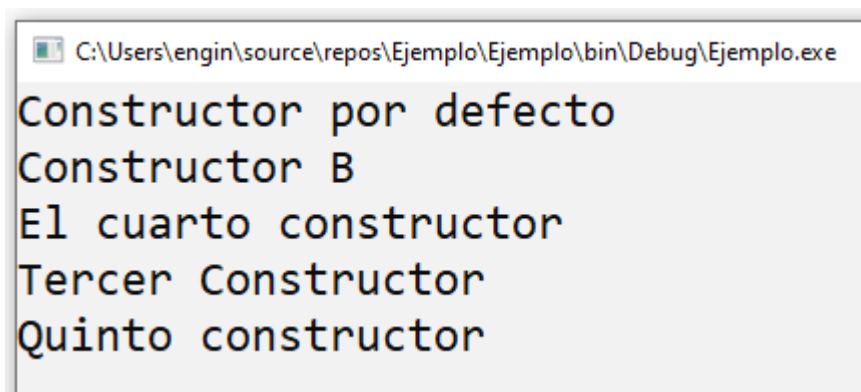 C:\Users\engin\source\repos\Ejemplo\Ejemplo\bin\Debug\Ejemplo.exe
Constructor por defecto
Constructor B
El cuarto constructor
Tercer Constructor
Quinto constructor